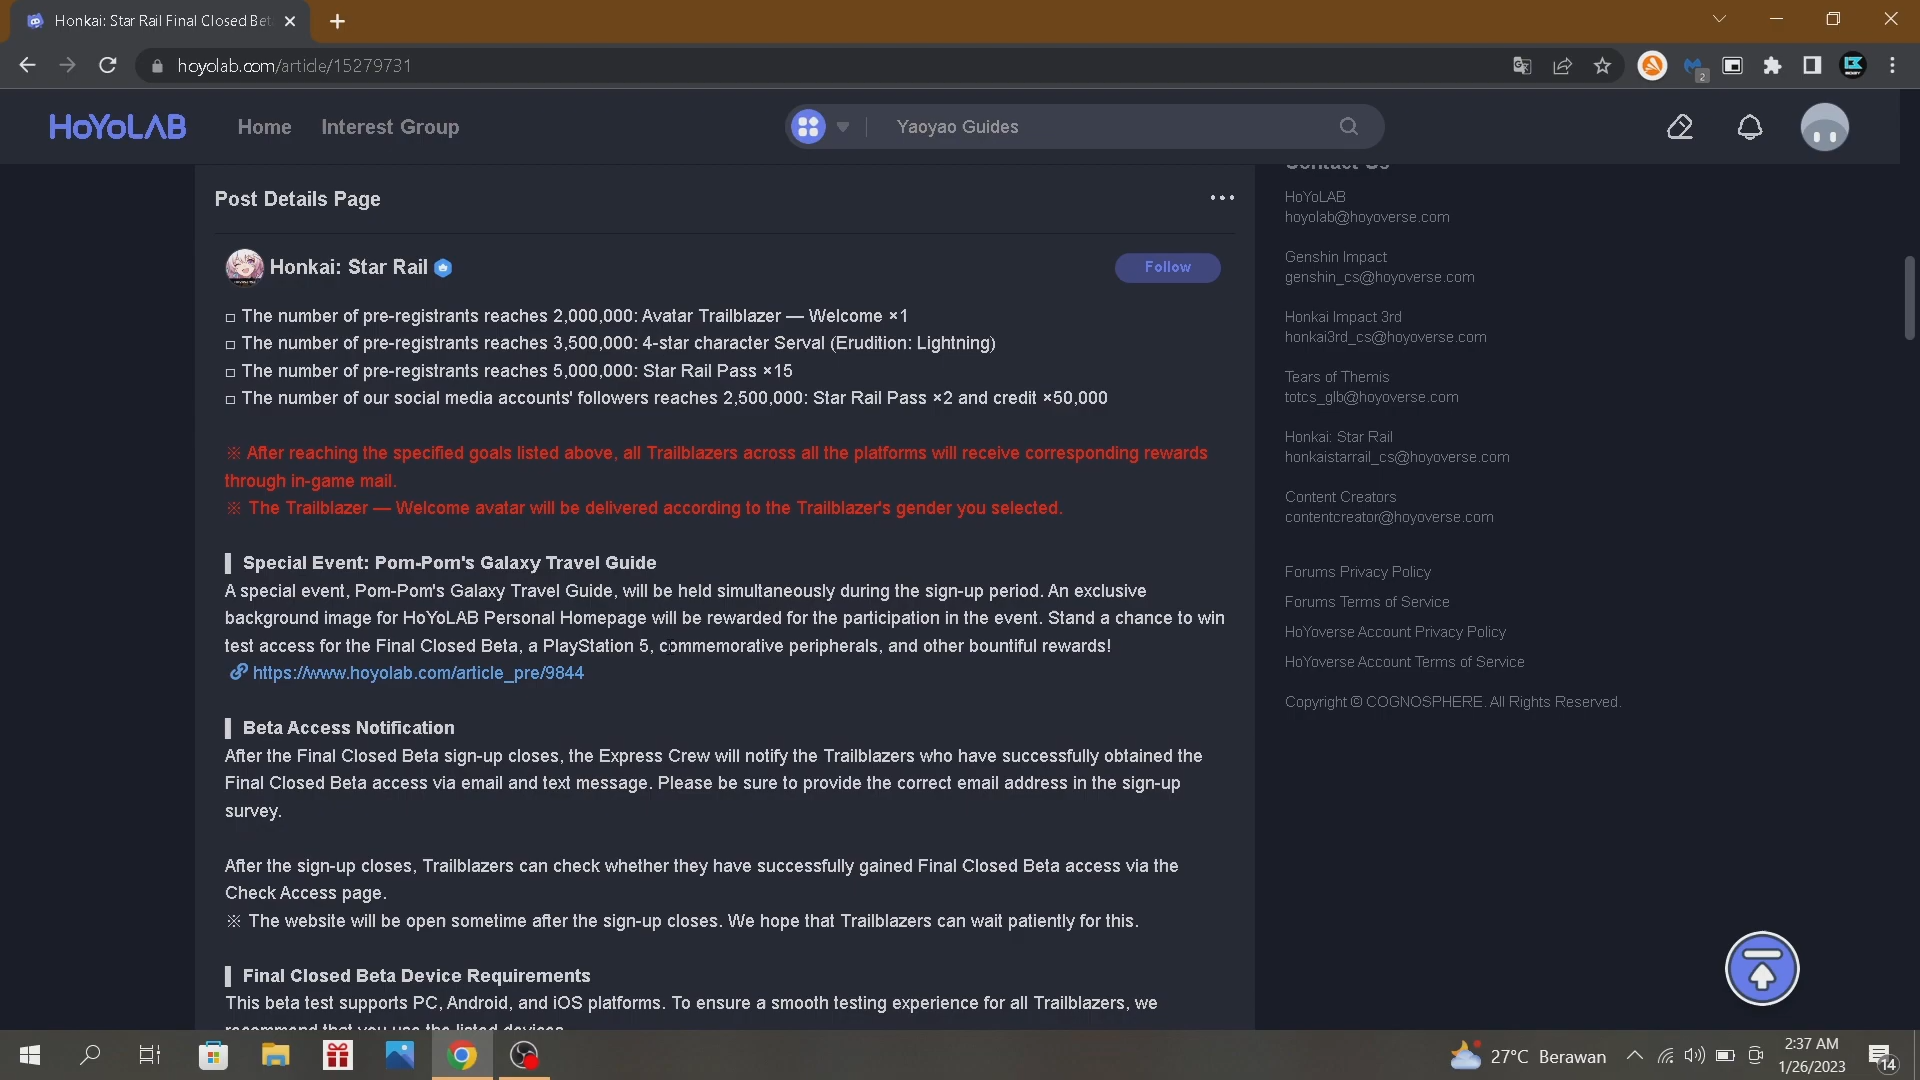 Honkai: Star Rail Final Closed Bet
hoyolab.com/article/15279731
2
HoYoLAB
Home
Interest Group
Yaoyao Guides
Post Details Page
Honkai: Star Rail
Follow
□ The number of pre-registrants reaches 2,000,000: Avatar Trailblazer — Welcome ×1
□ The number of pre-registrants reaches 3,500,000: 4-star character Serval (Erudition: Lightning)
□ The number of pre-registrants reaches 5,000,000: Star Rail Pass ×15
□ The number of our social media accounts' followers reaches 2,500,000: Star Rail Pass ×2 and credit ×50,000
※ After reaching the specified goals listed above, all Trailblazers across all the platforms will receive corresponding rewards
through in-game mail.
※ The Trailblazer — Welcome avatar will be delivered according to the Trailblazer's gender you selected.
▌ Special Event: Pom-Pom's Galaxy Travel Guide
A special event, Pom-Pom's Galaxy Travel Guide, will be held simultaneously during the sign-up period. An exclusive
background image for HoYoLAB Personal Homepage will be rewarded for the participation in the event. Stand a chance to win
test access for the Final Closed Beta, a PlayStation 5, commemorative peripherals, and other bountiful rewards!
https://www.hoyolab.com/article_pre/9844
▌ Beta Access Notification
After the Final Closed Beta sign-up closes, the Express Crew will notify the Trailblazers who have successfully obtained the
Final Closed Beta access via email and text message. Please be sure to provide the correct email address in the sign-up
survey.
After the sign-up closes, Trailblazers can check whether they have successfully gained Final Closed Beta access via the
Check Access page.
※ The website will be open sometime after the sign-up closes. We hope that Trailblazers can wait patiently for this.
▌ Final Closed Beta Device Requirements
This beta test supports PC, Android, and iOS platforms. To ensure a smooth testing experience for all Trailblazers, we
recommend that you use the listed devices
Contact Us
HoYoLAB
hoyolab@hoyoverse.com
Genshin Impact
genshin_cs@hoyoverse.com
Honkai Impact 3rd
honkai3rd_cs@hoyoverse.com
Tears of Themis
totcs_glb@hoyoverse.com
Honkai: Star Rail
honkaistarrail_cs@hoyoverse.com
Content Creators
contentcreator@hoyoverse.com
Forums Privacy Policy
Forums Terms of Service
HoYoverse Account Privacy Policy
HoYoverse Account Terms of Service
Copyright © COGNOSPHERE. All Rights Reserved.
27°C Berawan
2:37 AM
1/26/2023
14